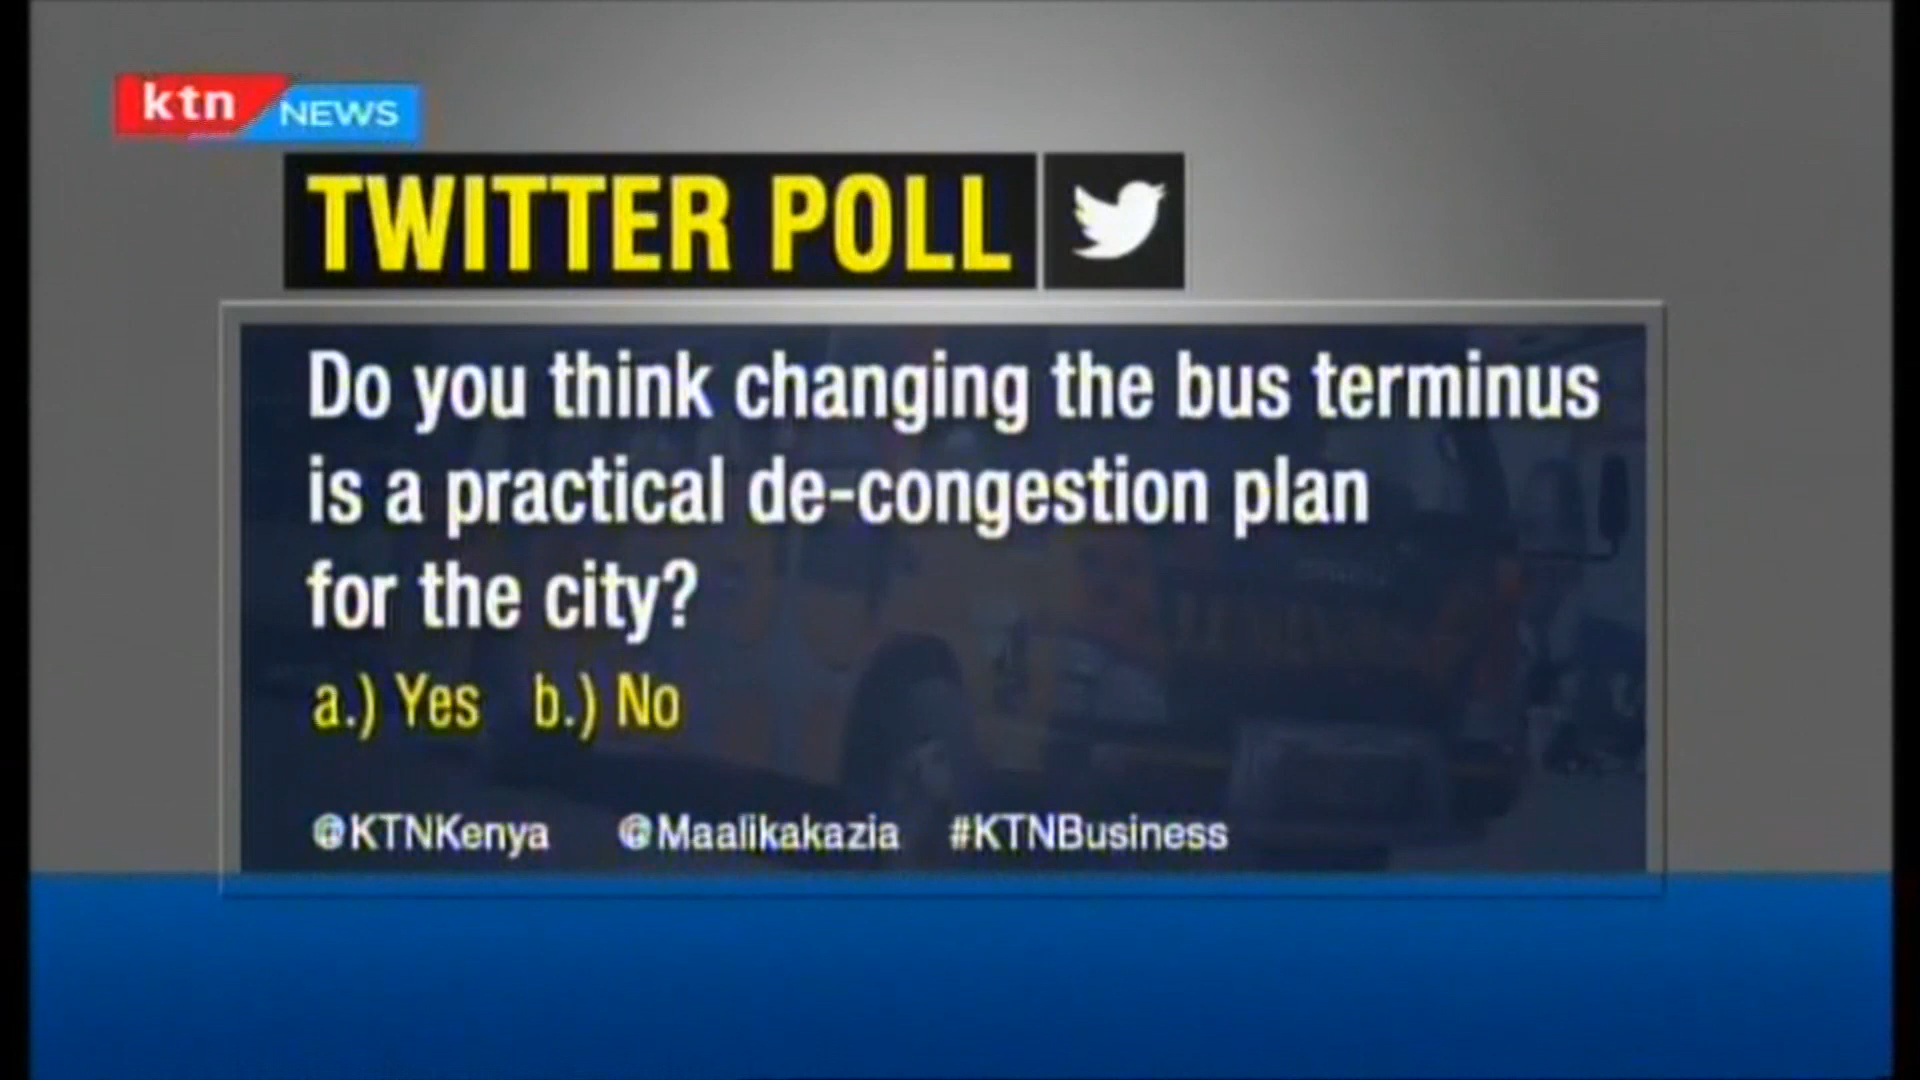 ktn NEWS
TWITTER POLL
Do you think changing the bus terminus
is a practical de-congestion plan
for the city?
a.) Yes b.) No
@KTNKenya @Maalikakazia #KTNBusiness